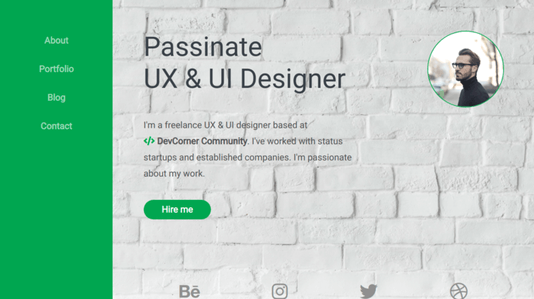 About
Portfolio
Blog
Contact
Passinate
UX & UI Designer
I'm a freelance UX & UI designer based at
</> DevCorner Community. I've worked with status
startups and established companies. I'm passionate
about my work.
Hire me
Bē